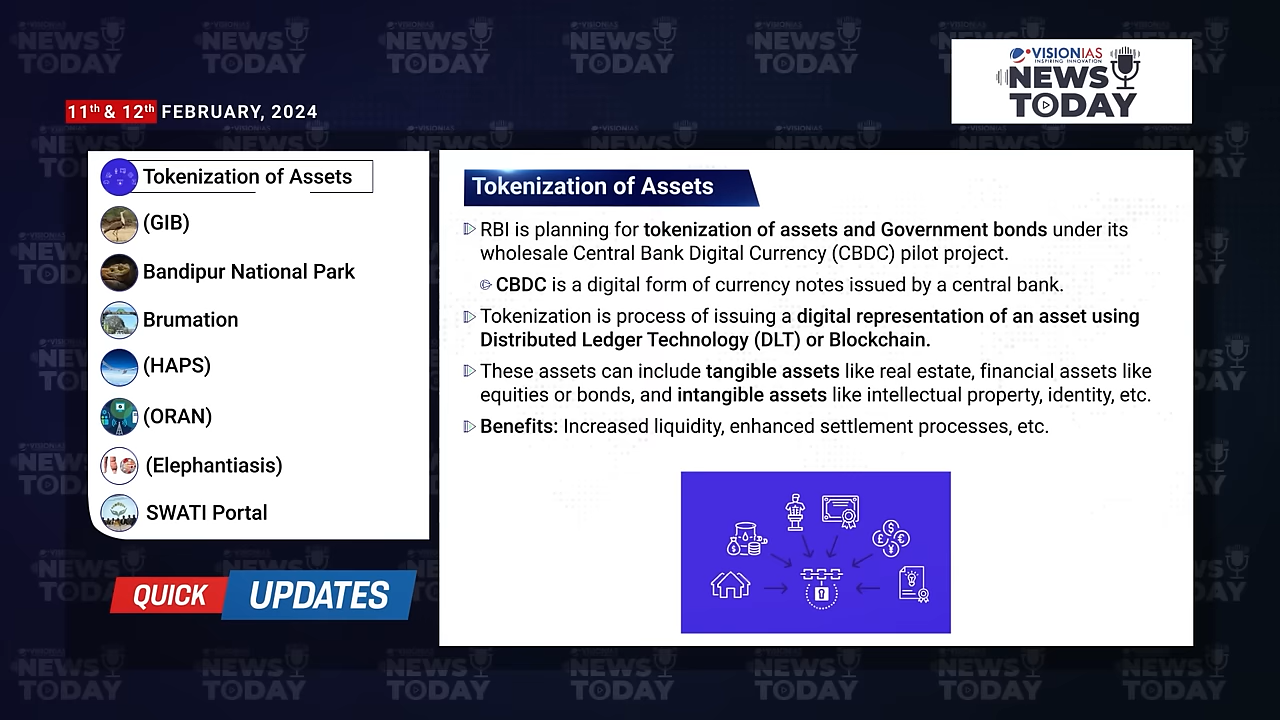 VISIONIAS
INSPIRING INNOVATION
NEWS
TODAY
11th & 12th FEBRUARY, 2024
Tokenization of Assets
(GIB)
Bandipur National Park
Brumation
(HAPS)
(ORAN)
(Elephantiasis)
SWATI Portal
QUICK UPDATES
Tokenization of Assets
RBI is planning for tokenization of assets and Government bonds under its
wholesale Central Bank Digital Currency (CBDC) pilot project.
CBDC is a digital form of currency notes issued by a central bank.
Tokenization is process of issuing a digital representation of an asset using
Distributed Ledger Technology (DLT) or Blockchain.
These assets can include tangible assets like real estate, financial assets like
equities or bonds, and intangible assets like intellectual property, identity, etc.
Benefits: Increased liquidity, enhanced settlement processes, etc.